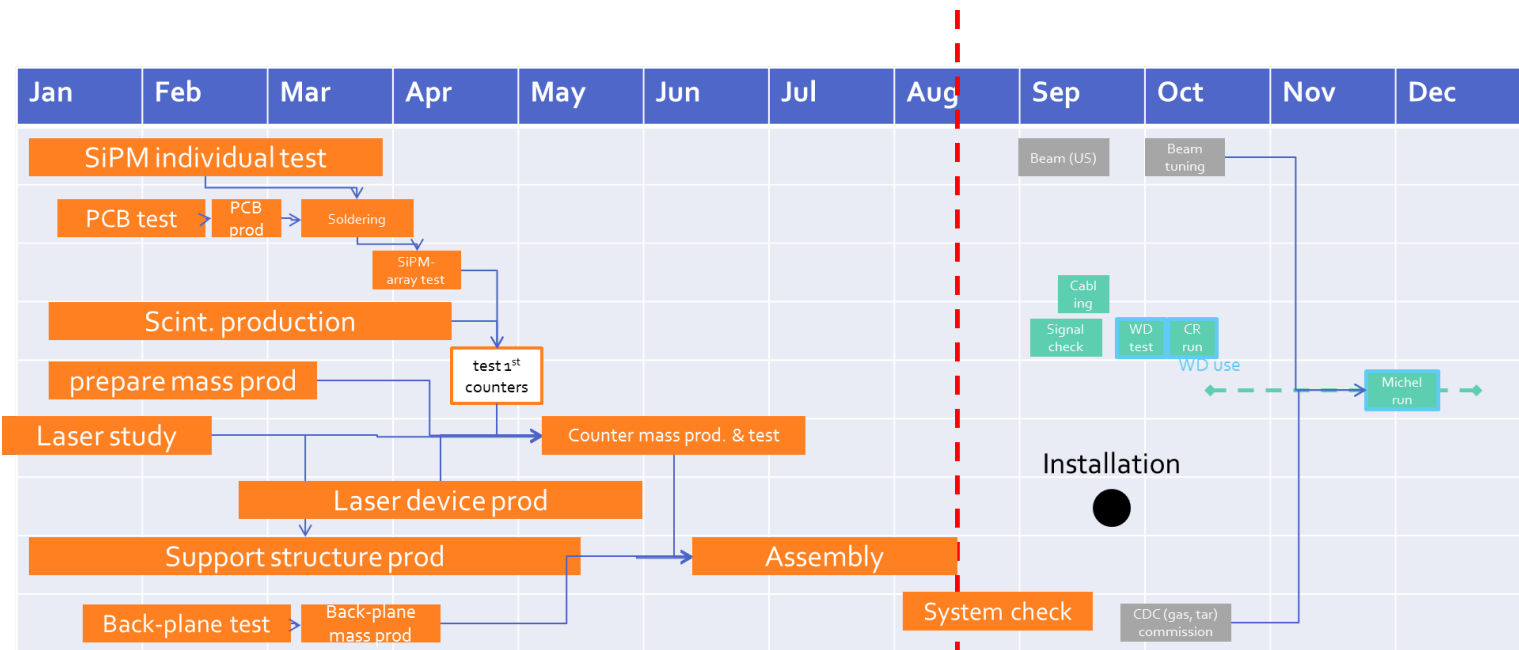 Jan Feb Mar Apr May Jun Jul Aug Sep Oct Nov Dec
SiPM individual test
Beam (US)
Beam
tuning
PCB test
PCB
prod
Soldering
SiPM-
array test
Cabl
ing
Scint. production
Signal
check
WD
test
CR
run
WD use
test 1st
counters
prepare mass prod
Michel
run
Laser study
Counter mass prod. & test
Installation
Laser device prod
Support structure prod
Assembly
System check
Back-plane test
Back-plane
mass prod
CDC (gas, tar)
commission